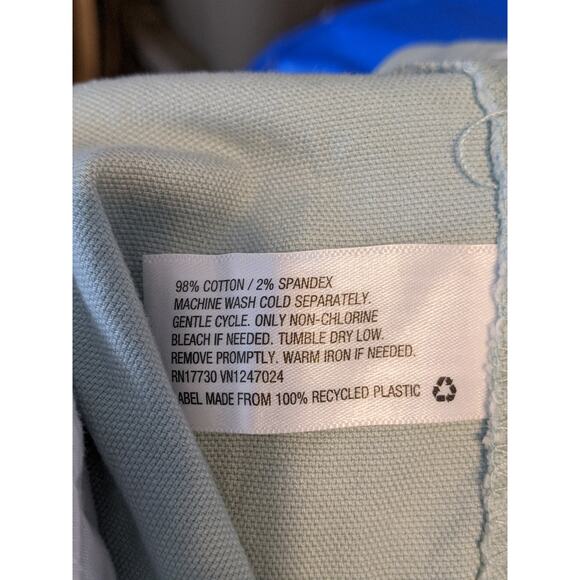 98% COTTON / 2% SPANDEX
MACHINE WASH COLD SEPARATELY.
GENTLE CYCLE. ONLY NON-CHLORINE
BLEACH IF NEEDED. TUMBLE DRY LOW.
REMOVE PROMPTLY. WARM IRON IF NEEDED.
RN17730 VN1247024
ABEL MADE FROM 100% RECYCLED PLASTIC